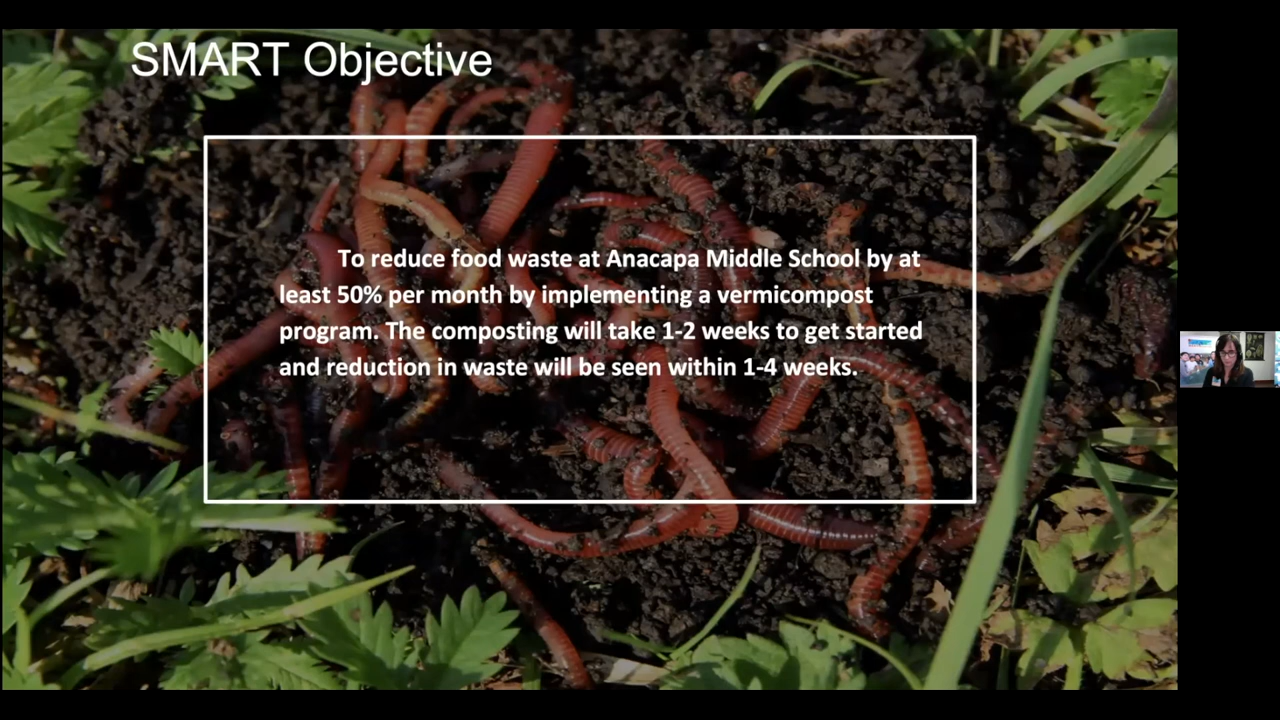 SMART Objective
To reduce food waste at Anacapa Middle School by at
least 50% per month by implementing a vermicompost
program. The composting will take 1-2 weeks to get started
and reduction in waste will be seen within 1-4 weeks.